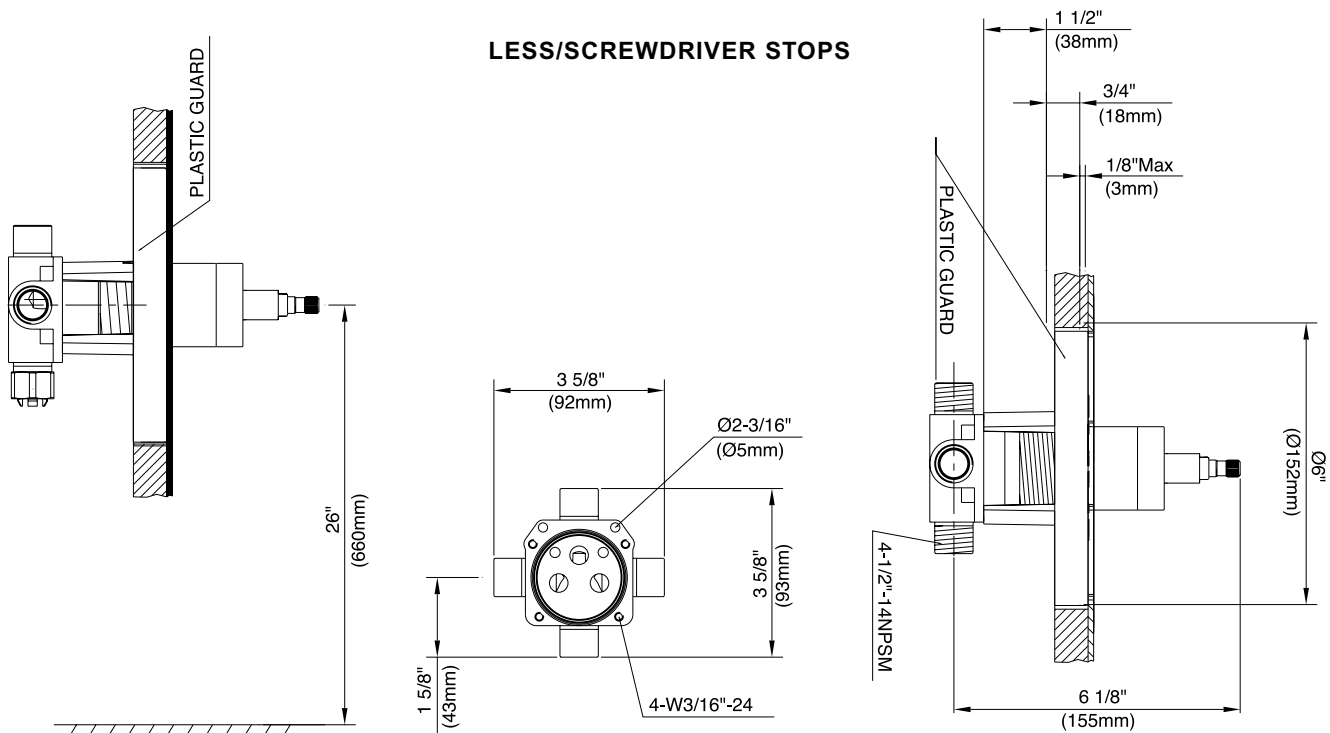 LESS/SCREWDRIVER STOPS
PLASTIC GUARD
26"
(660mm)
3 5/8"
(92mm)
Ø2-3/16"
(Ø5mm)
3 5/8"
(93mm)
1 5/8"
(43mm)
4-W3/16"-24
1 1/2"
(38mm)
3/4"
(18mm)
1/8"Max
(3mm)
PLASTIC GUARD
Ø6"
(Ø152mm)
4-1/2"-14NPSM
6 1/8"
(155mm)